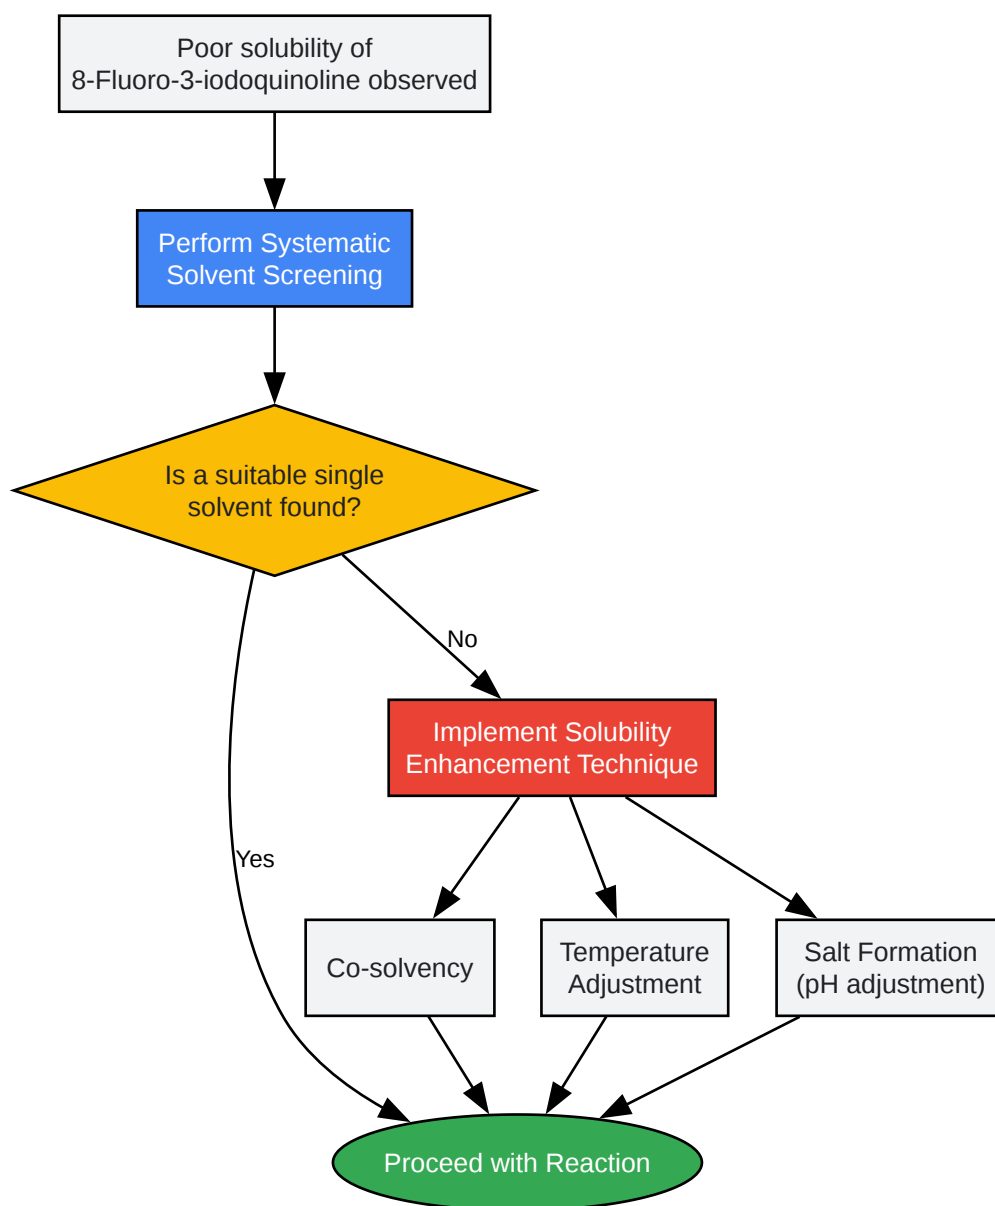 Poor solubility of
8-Fluoro-3-iodoquinoline observed
Perform Systematic
Solvent Screening
Is a suitable single
solvent found?
No
Implement Solubility
Enhancement Technique
Yes
Co-solvency
Temperature
Adjustment
Salt Formation
(pH adjustment)
Proceed with Reaction